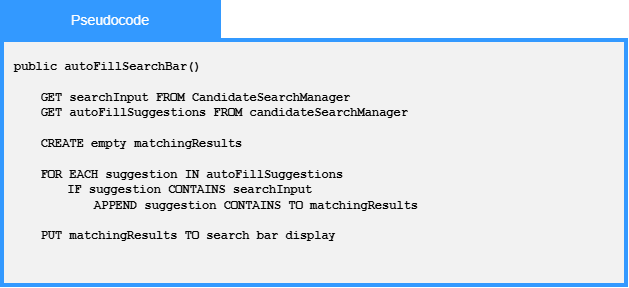 Pseudocode
public autoFillSearchBar()
GET searchInput FROM CandidateSearchManager
GET autoFillSuggestions FROM candidateSearchManager
CREATE empty matchingResults
FOR EACH suggestion IN autoFillSuggestions
IF suggestion CONTAINS searchInput
APPEND suggestion CONTAINS TO matchingResults
PUT matchingResults TO search bar display